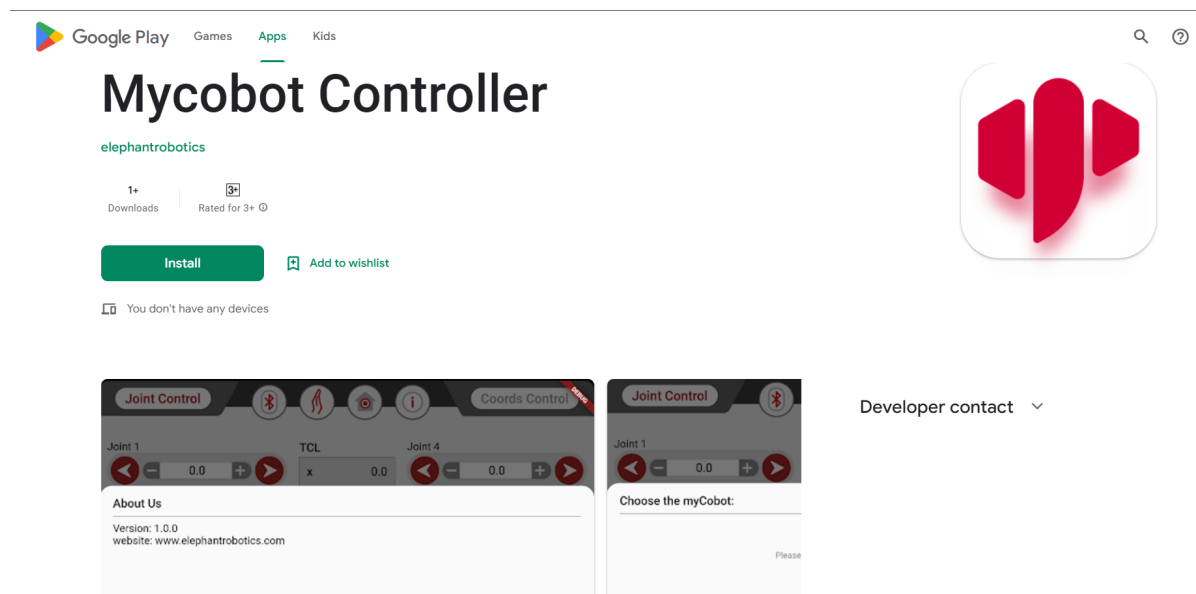 Google Play Games Apps Kids
Mycobot Controller
elephantrobotics
1+
Downloads
3+
Rated for 3+
Install
Add to wishlist
You don't have any devices
Joint Control
Coords Control
DEBUG
Joint 1
TCL
Joint 4
0.0
x 0.0
0.0
About Us
Version: 1.0.0
website: www.elephantrobotics.com
Joint Control
Joint 1
0.0
Choose the myCobot:
Please
Developer contact